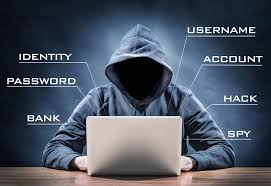 USERNAME
IDENTITY
ACCOUNT
PASSWORD
HACK
BANK
SPY